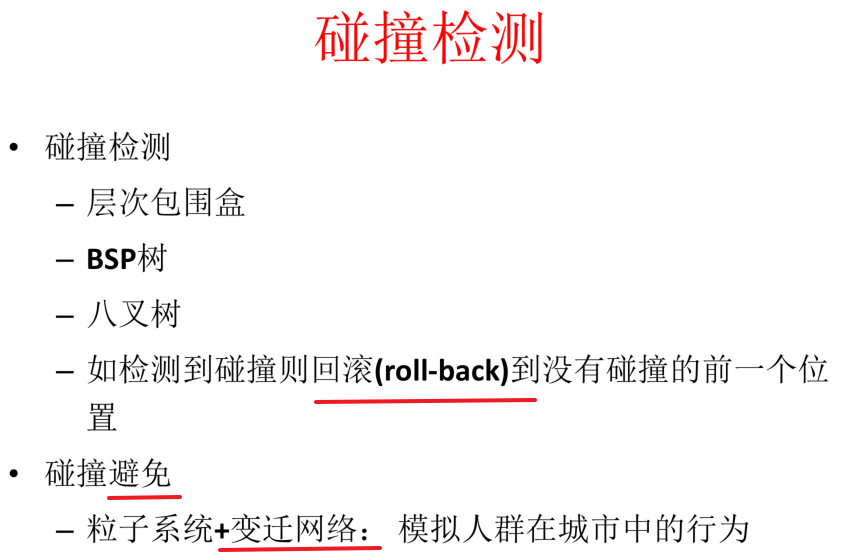 碰撞检测
• 碰撞检测
– 层次包围盒
– BSP树
– 八叉树
– 如检测到碰撞则回滚(roll-back)到没有碰撞的前一个位
置
• 碰撞避免
– 粒子系统+变迁网络： 模拟人群在城市中的行为